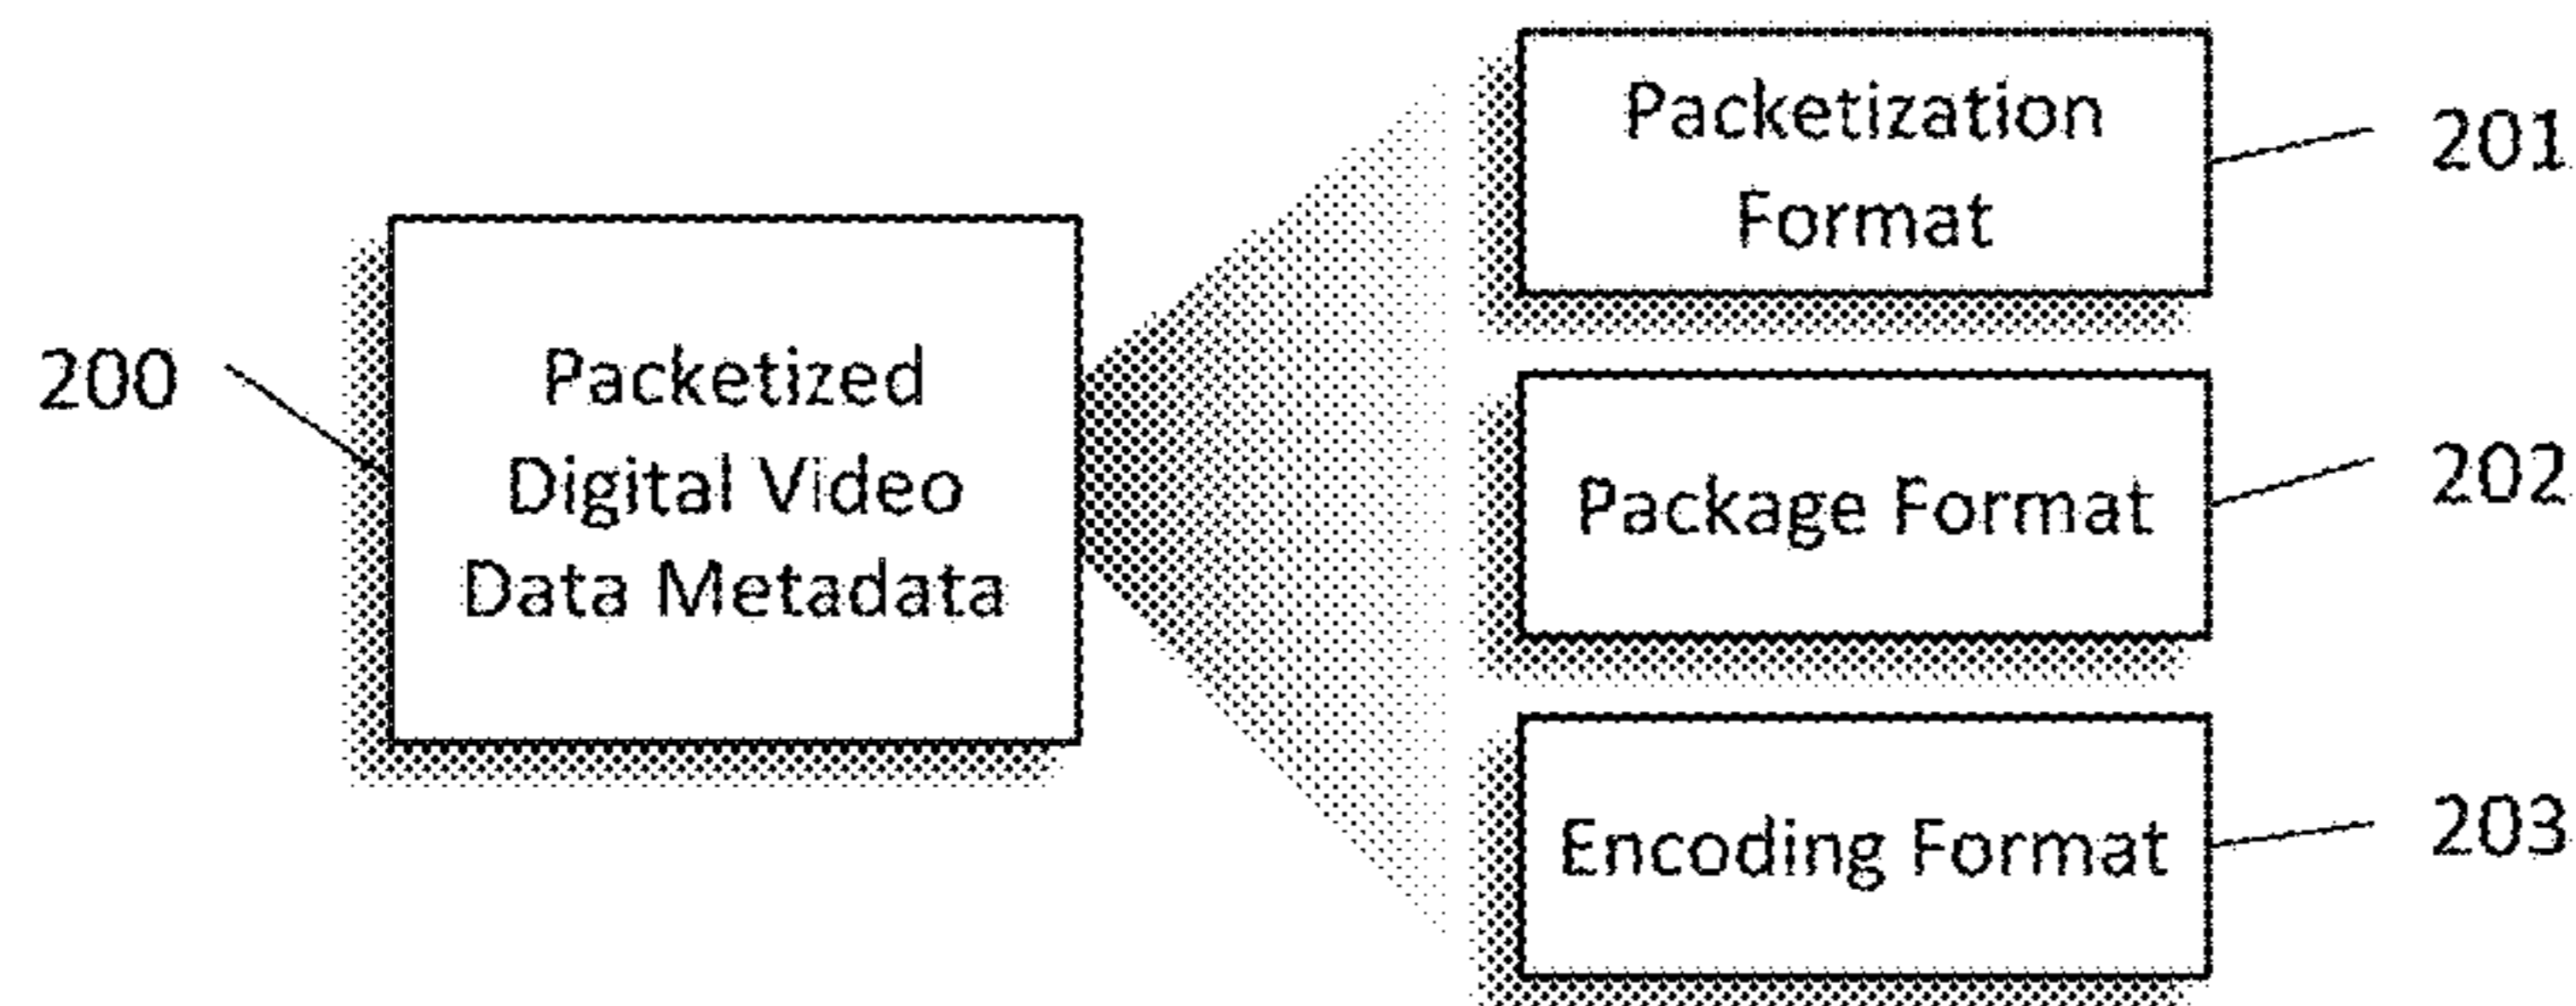 200
Packetized
Digital Video
Data Metadata
Packetization
Format
201
Package Format
202
Encoding Format
203